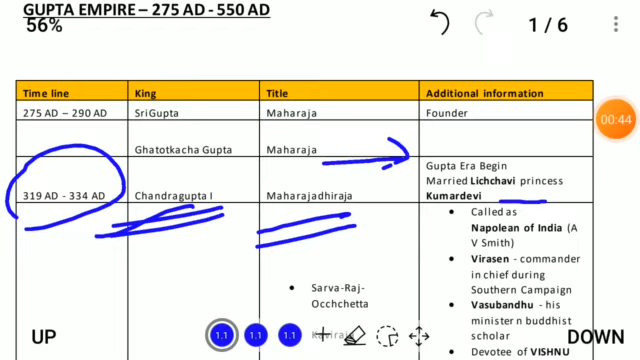 GUPTA EMPIRE – 275 AD - 550 AD
56%
1 / 6
00:44
Time line King Title Additional information
275 AD – 290 AD SriGupta Maharaja Founder
Ghatotkacha Gupta Maharaja
Gupta Era Begin
Married Lichchavi princess
319 AD - 334 AD Chandragupta I Maharajadhiraja Kumardevi
• Called as
Napolean of India (A
V Smith)
• Virasen - commander
in chief during
Southern Campaign
• Sarva-Raj-
Occhchetta
• Vasubandhu - his
minister n buddhist
scholar
• Devotee of VISHNU
UP
1.1 1.1 1.1
DOWN